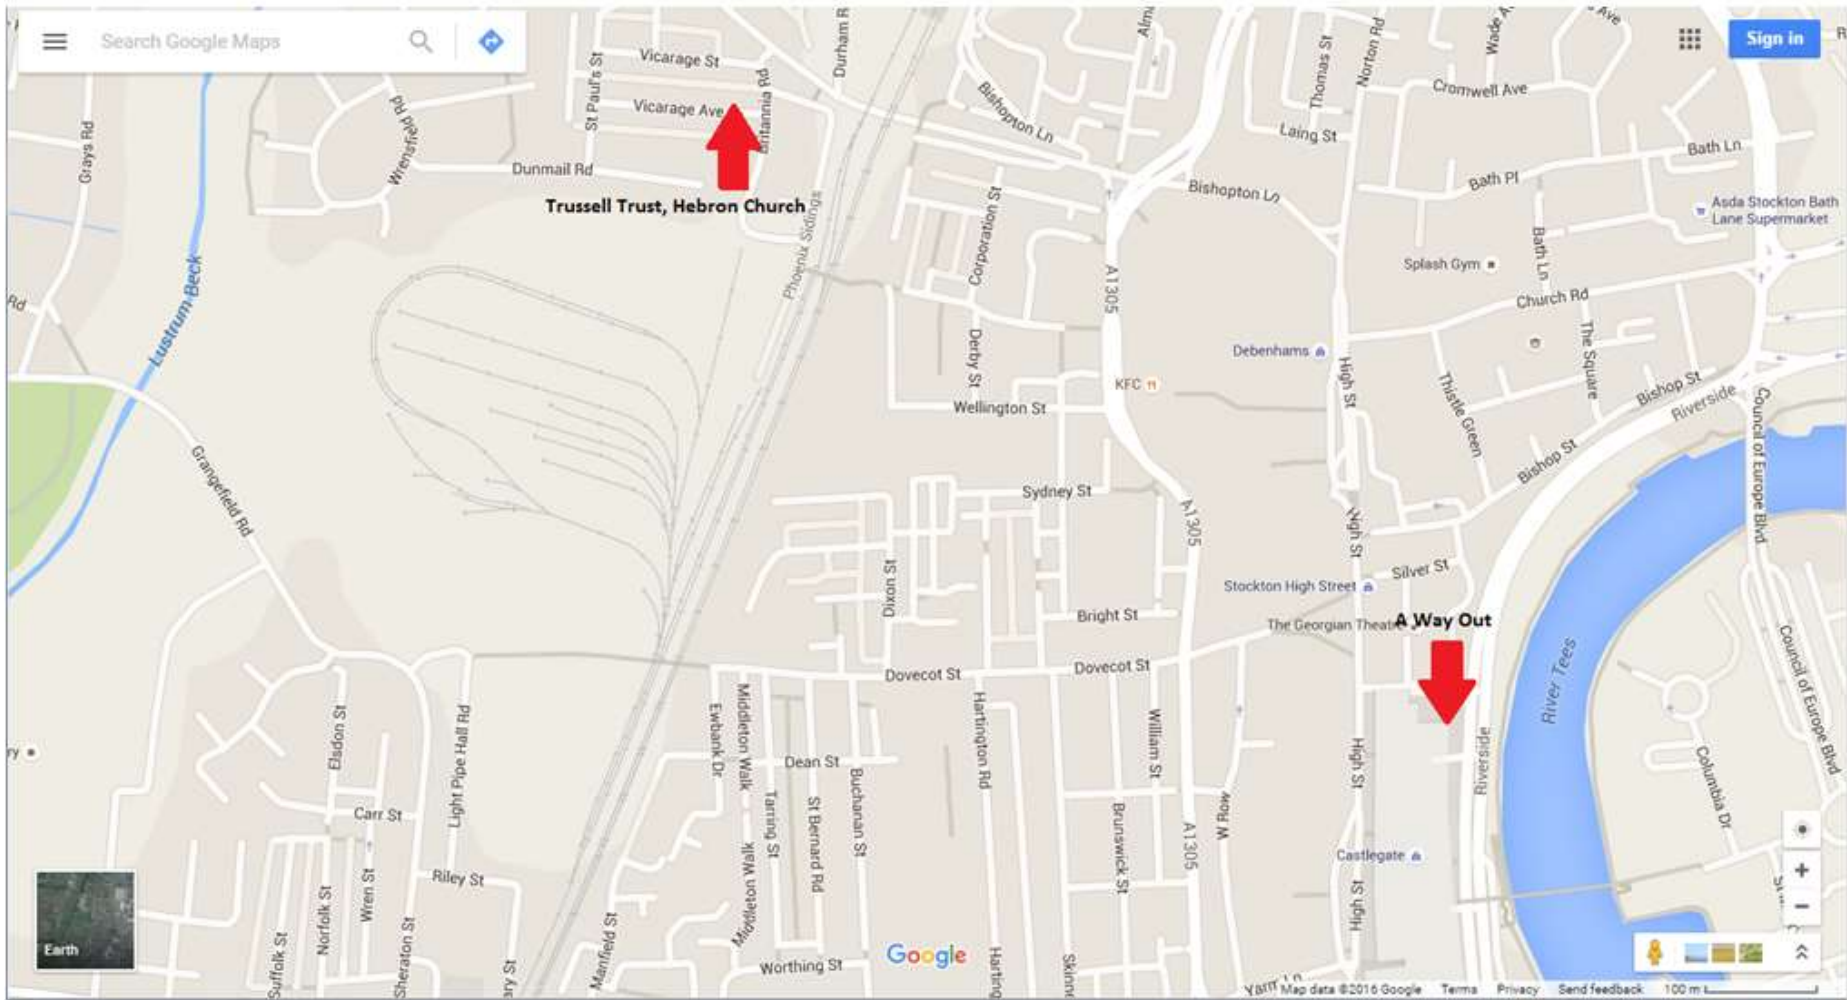 Search Google Maps
Sign in
Vicarage St
Vicarage Ave
St Paul's St
Britannia Rd
Wrensfield Rd
Dunmail Rd
Grays Rd
Trussell Trust, Hebron Church
Phoenix Sidings
Lustrum Beck
Rd
Grangefield Rd
Durham R
Bishopton Ln
Bishopton Ln
Corporation St
Derby St
A1305
KFC
Wellington St
Thomas St
Norton Rd
Laing St
Cromwell Ave
Ave
Bath Ln
Bath Pl
Bath Ln
Asda Stockton Bath
Lane Supermarket
Splash Gym
Church Rd
The Square
Debenhams
High St
Thistle Green
Bishop St
Riverside
Bishop St
Council of Europe Blvd
Sydney St
A1305
High St
Dixon St
Silver St
Stockton High Street
Bright St
The Georgian Theatre
A Way Out
River Tees
Council of Europe Blvd
Dovecot St
Dovecot St
Elsdon St
Light Pipe Hall Rd
Ewbank Dr
Middleton Walk
Hartington Rd
William St
High St
Riverside
Columbia Dr
ry
Dean St
Tarring St
St Bernard Rd
Buchanan St
Brunswick St
A1305
W Row
Carr St
Castlegate
Riley St
Norfolk St
Wren St
Suffolk St
Sheraton St
Manfield St
Middleton Walk
High St
Earth
ary St
Worthing St
Google
Harting
Skinn
Map data ©2016 Google
Terms
Privacy
Send feedback
100 m